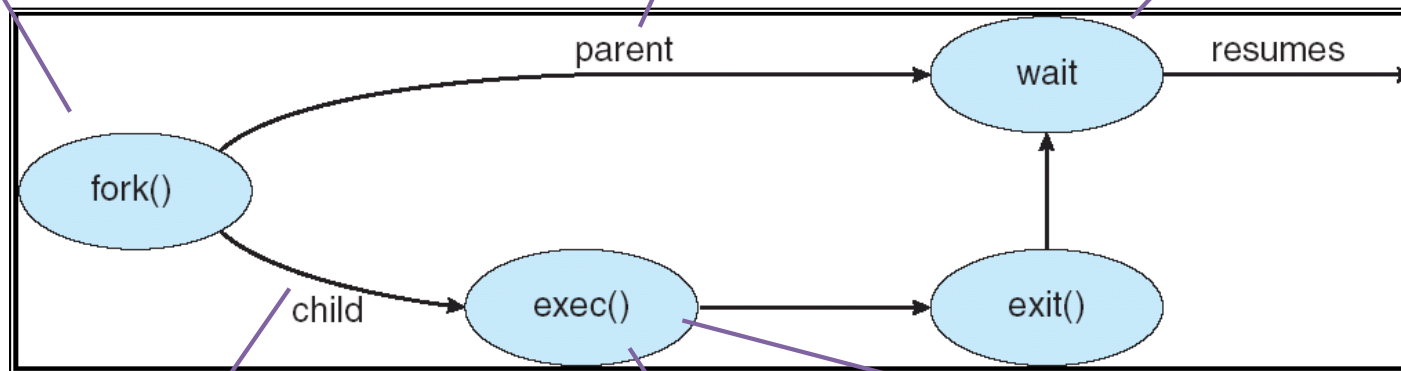 parent
wait
resumes
fork()
child
exec()
exit()